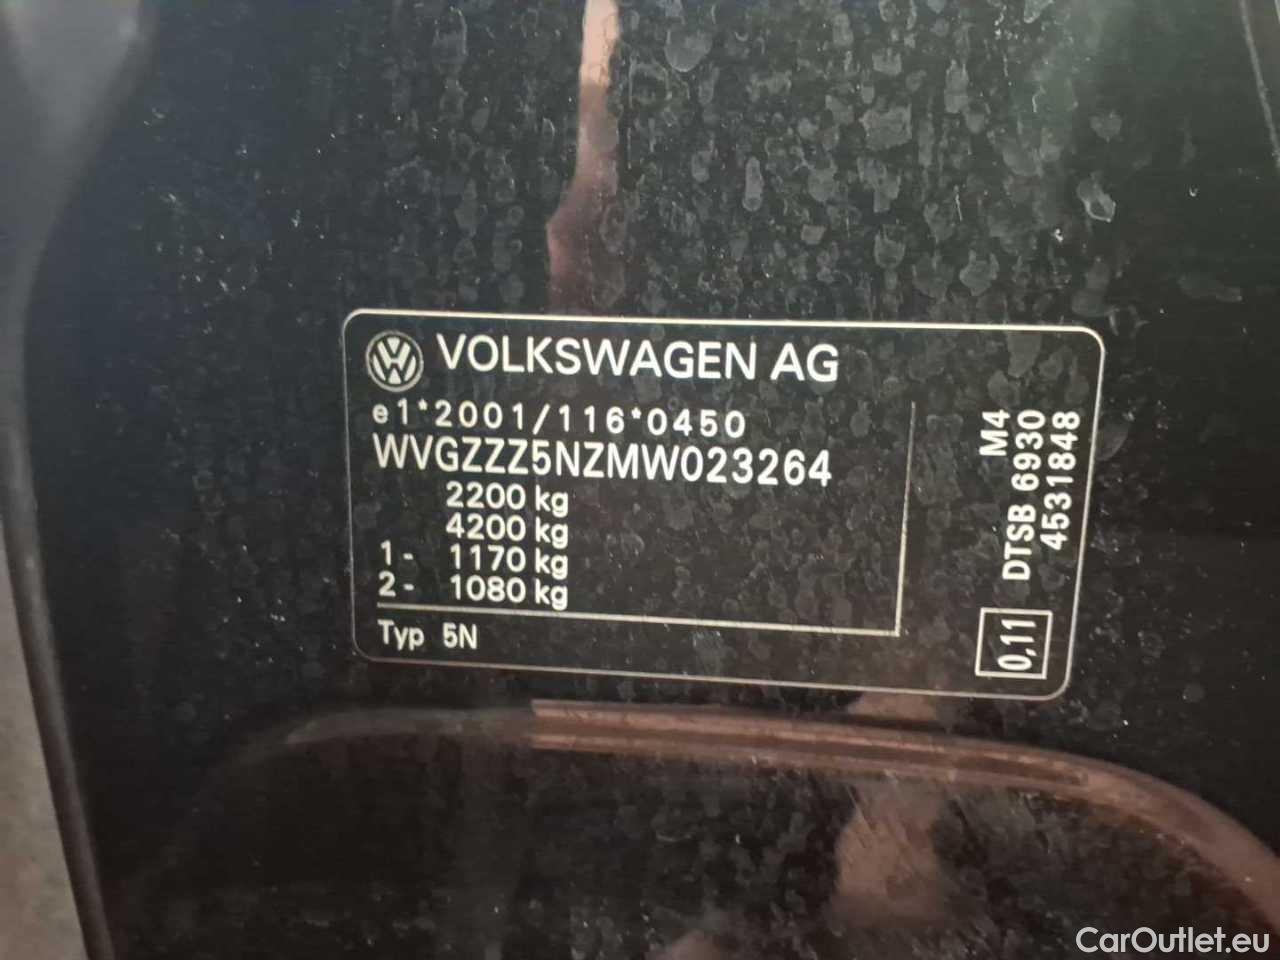 VOLKSWAGEN AG
e1*2001/116*0450
WVGZZZ5NZMW023264
2200 kg
4200 kg
1- 1170 kg
2- 1080 kg
Typ 5N
M4
DTSB 6930
4531848
0,11
CarOutlet.eu